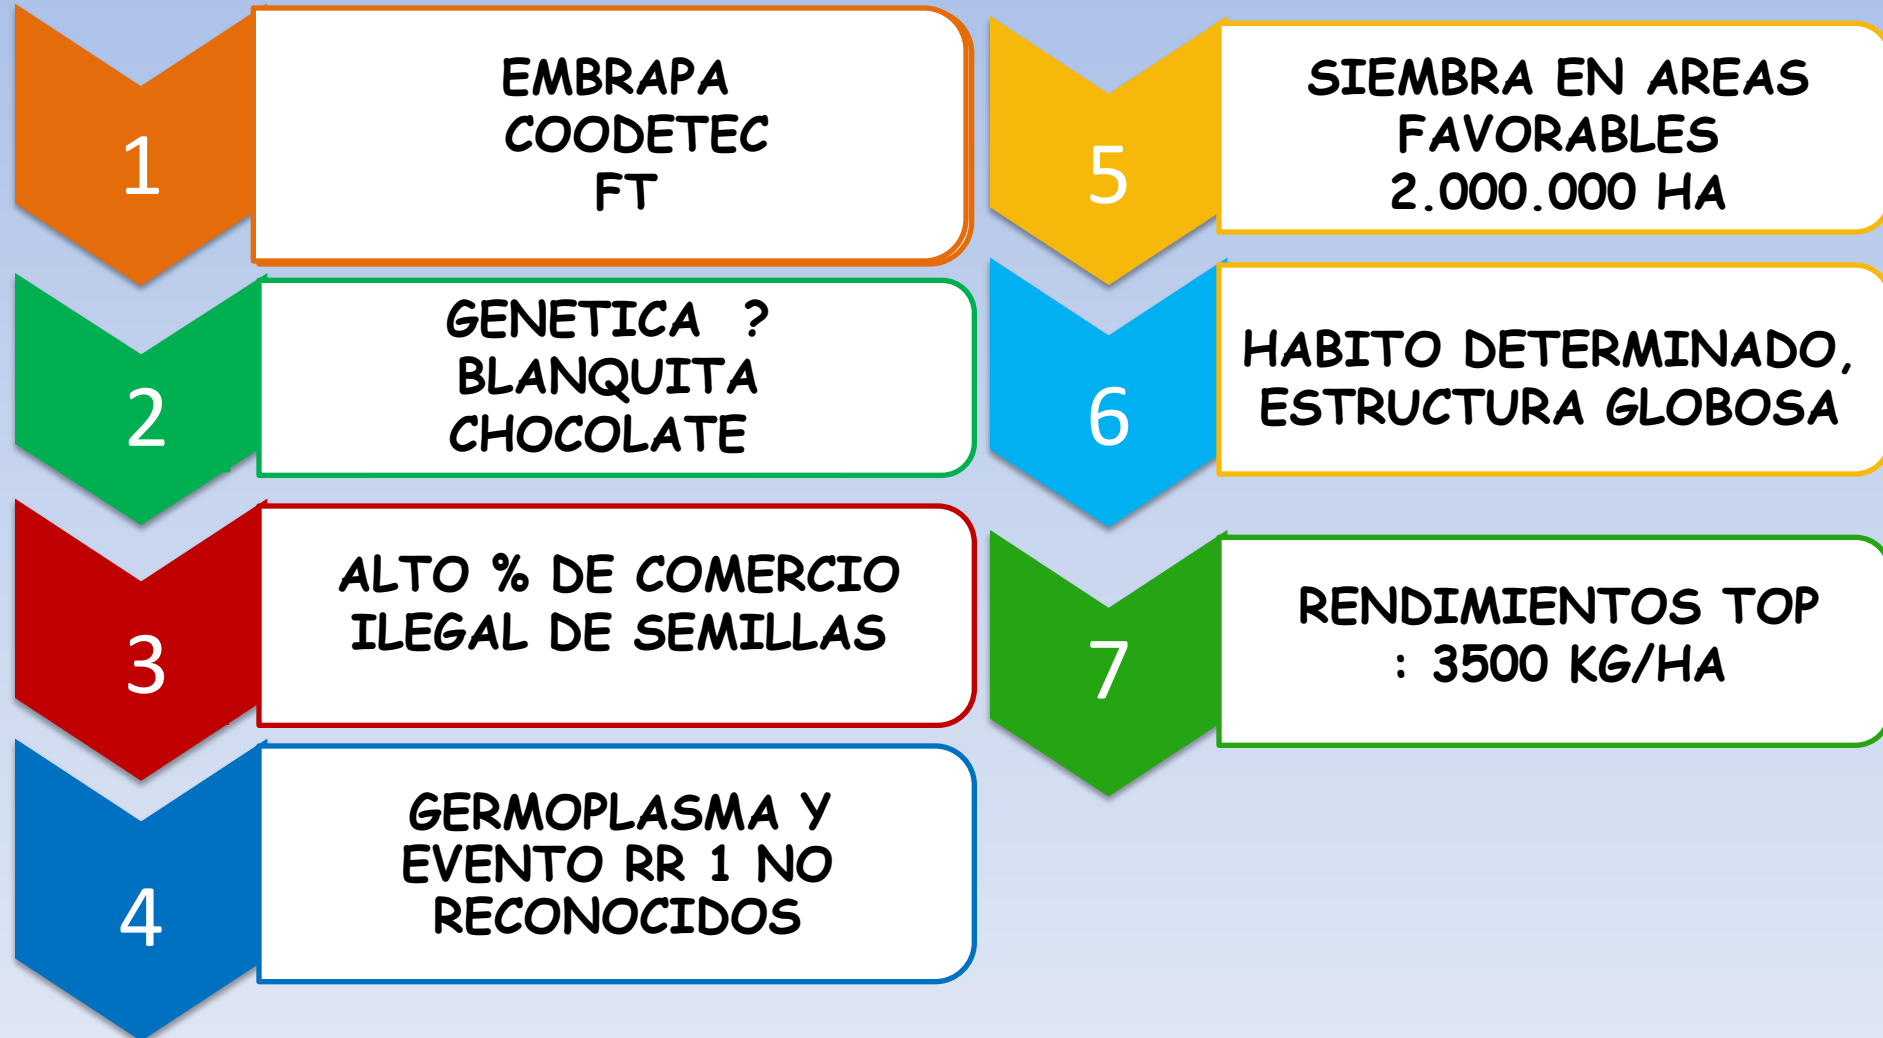 1
EMBRAPA
COODETEC
FT
2
GENETICA ?
BLANQUITA
CHOCOLATE
3
ALTO % DE COMERCIO
ILEGAL DE SEMILLAS
4
GERMOPLASMA Y
EVENTO RR 1 NO
RECONOCIDOS
5
SIEMBRA EN AREAS
FAVORABLES
2.000.000 HA
6
HABITO DETERMINADO,
ESTRUCTURA GLOBOSA
7
RENDIMIENTOS TOP
: 3500 KG/HA